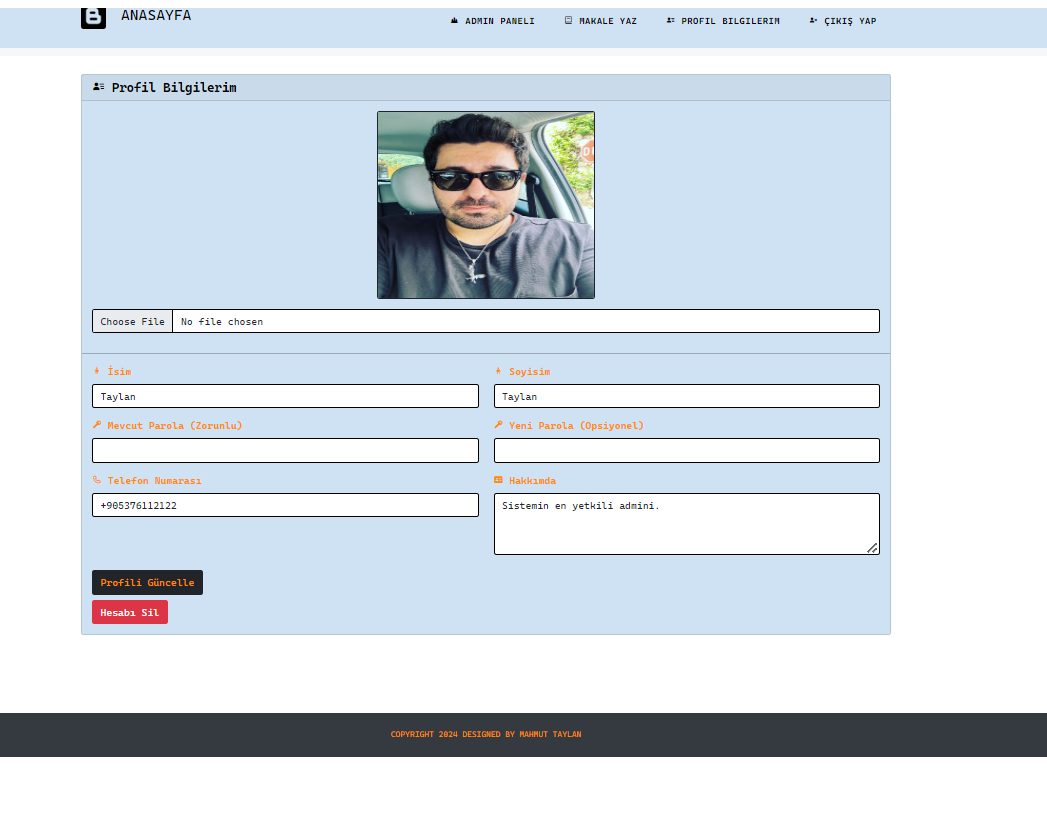 B ANASAYFA
ADMIN PANELI MAKALE YAZ PROFIL BILGILERIM ÇIKIŞ YAP
Profil Bilgilerim
Choose File No file chosen
İsim
Taylan
Soyisim
Taylan
Mevcut Parola (Zorunlu)
Yeni Parola (Opsiyonel)
Telefon Numarası
+905376112122
Hakkımda
Sistemin en yetkili admini.
Profili Güncelle
Hesabı Sil
COPYRIGHT 2024 DESIGNED BY MAHMUT TAYLAN